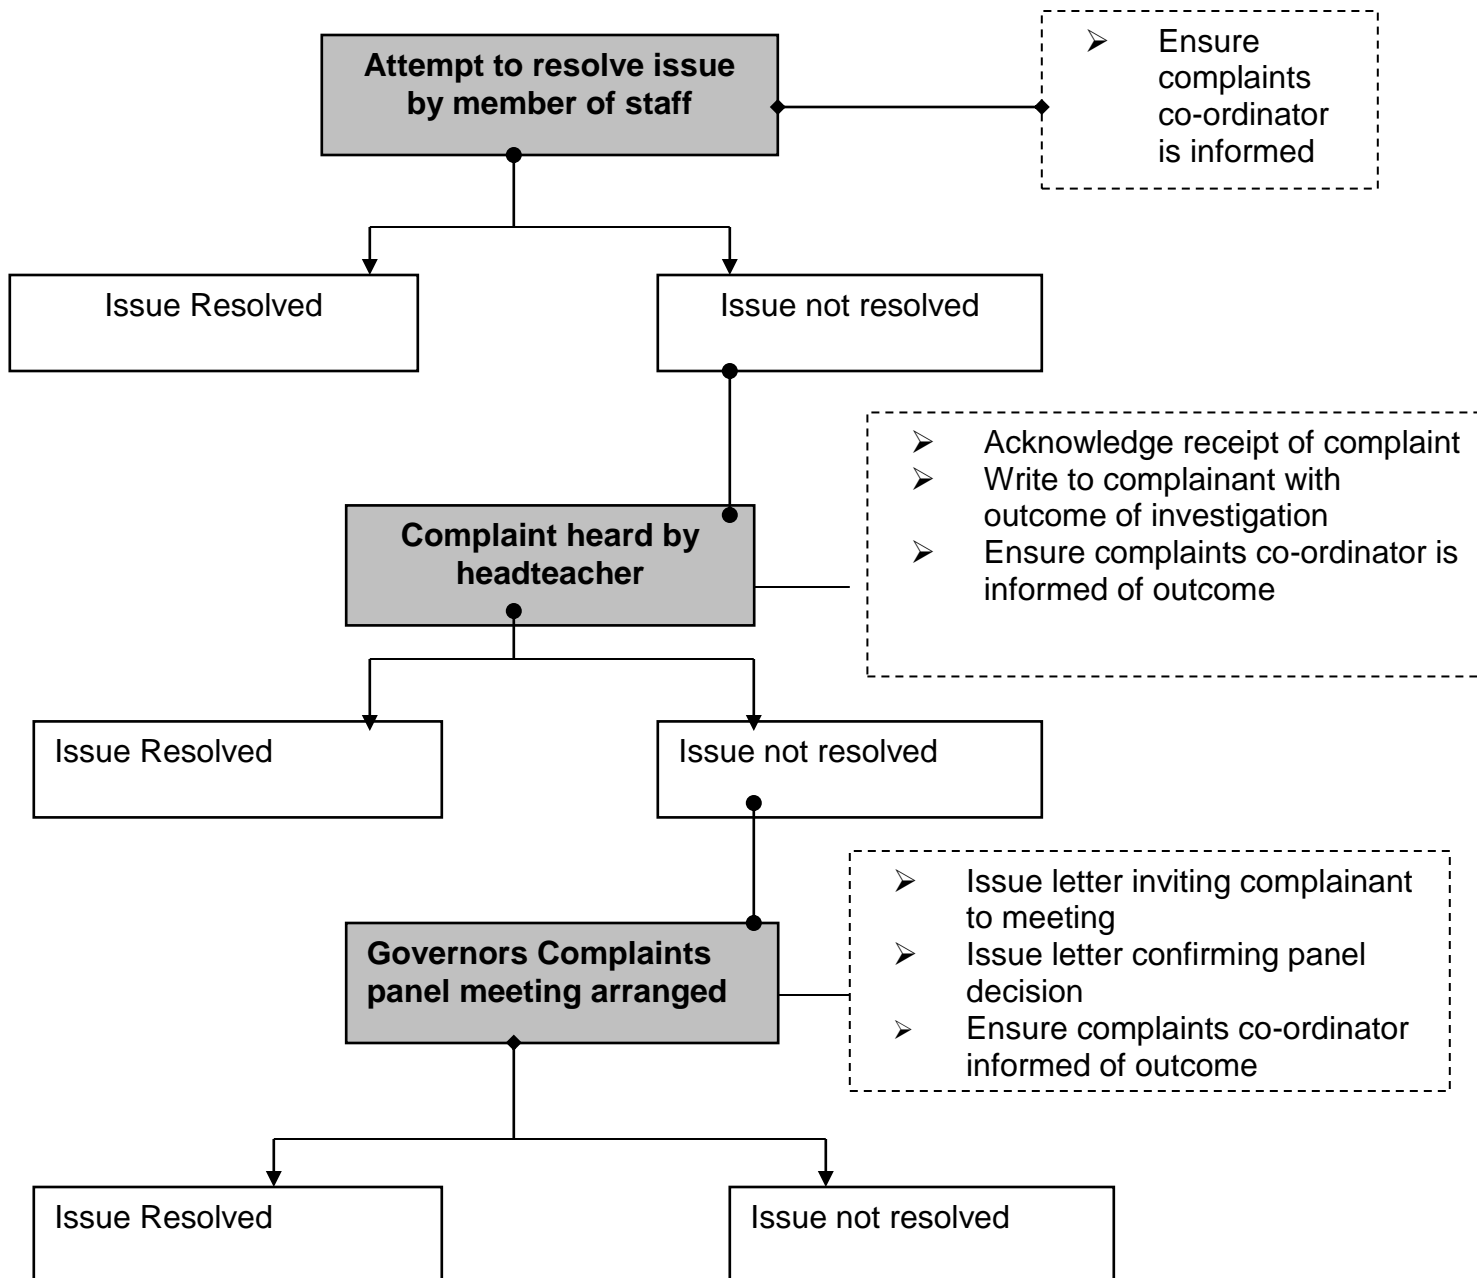 Attempt to resolve issue
by member of staff
➢ Ensure
complaints
co-ordinator
is informed
Issue Resolved
Issue not resolved
➢ Acknowledge receipt of complaint
➢ Write to complainant with
outcome of investigation
➢ Ensure complaints co-ordinator is
informed of outcome
Complaint heard by
headteacher
Issue Resolved
Issue not resolved
➢ Issue letter inviting complainant
to meeting
➢ Issue letter confirming panel
decision
➢ Ensure complaints co-ordinator
informed of outcome
Governors Complaints
panel meeting arranged
Issue Resolved
Issue not resolved